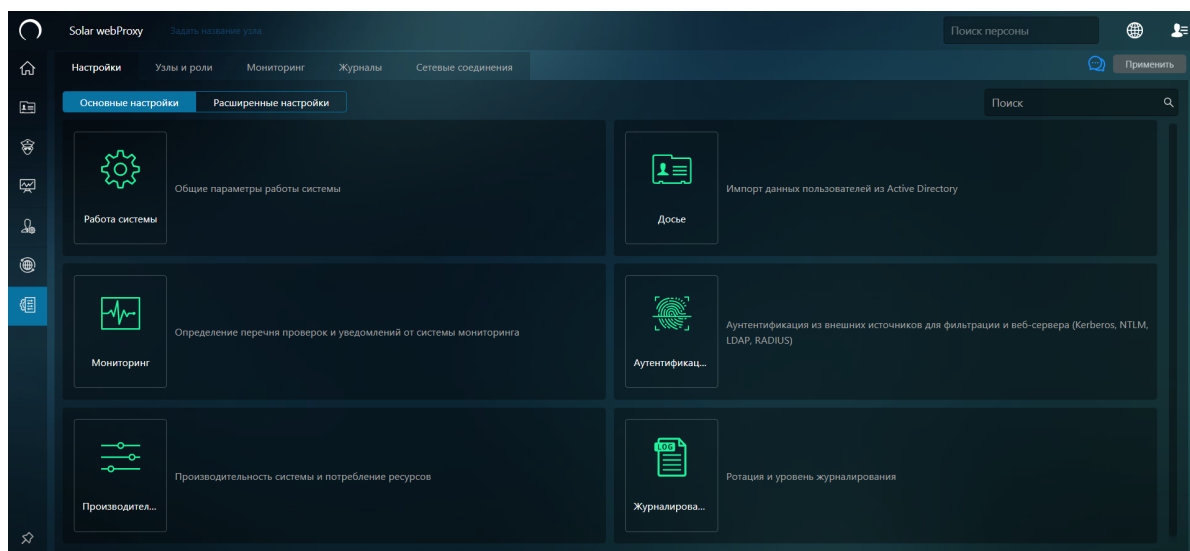 Solar webProxy Задать название узла Поиск персоны
Настройки Узлы и роли Мониторинг Журналы Сетевые соединения Применить
Основные настройки Расширенные настройки Поиск
Общие параметры работы системы
Работа системы
Импорт данных пользователей из Active Directory
Досье
Определение перечня проверок и уведомлений от системы мониторинга
Мониторинг
Аунтентификация из внешних источников для фильтрации и веб-сервера (Kerberos, NTLM,
LDAP, RADIUS)
Аутентификац...
Производительность системы и потребление ресурсов
Производител...
LOG
Ротация и уровень журналирования
Журналирова...